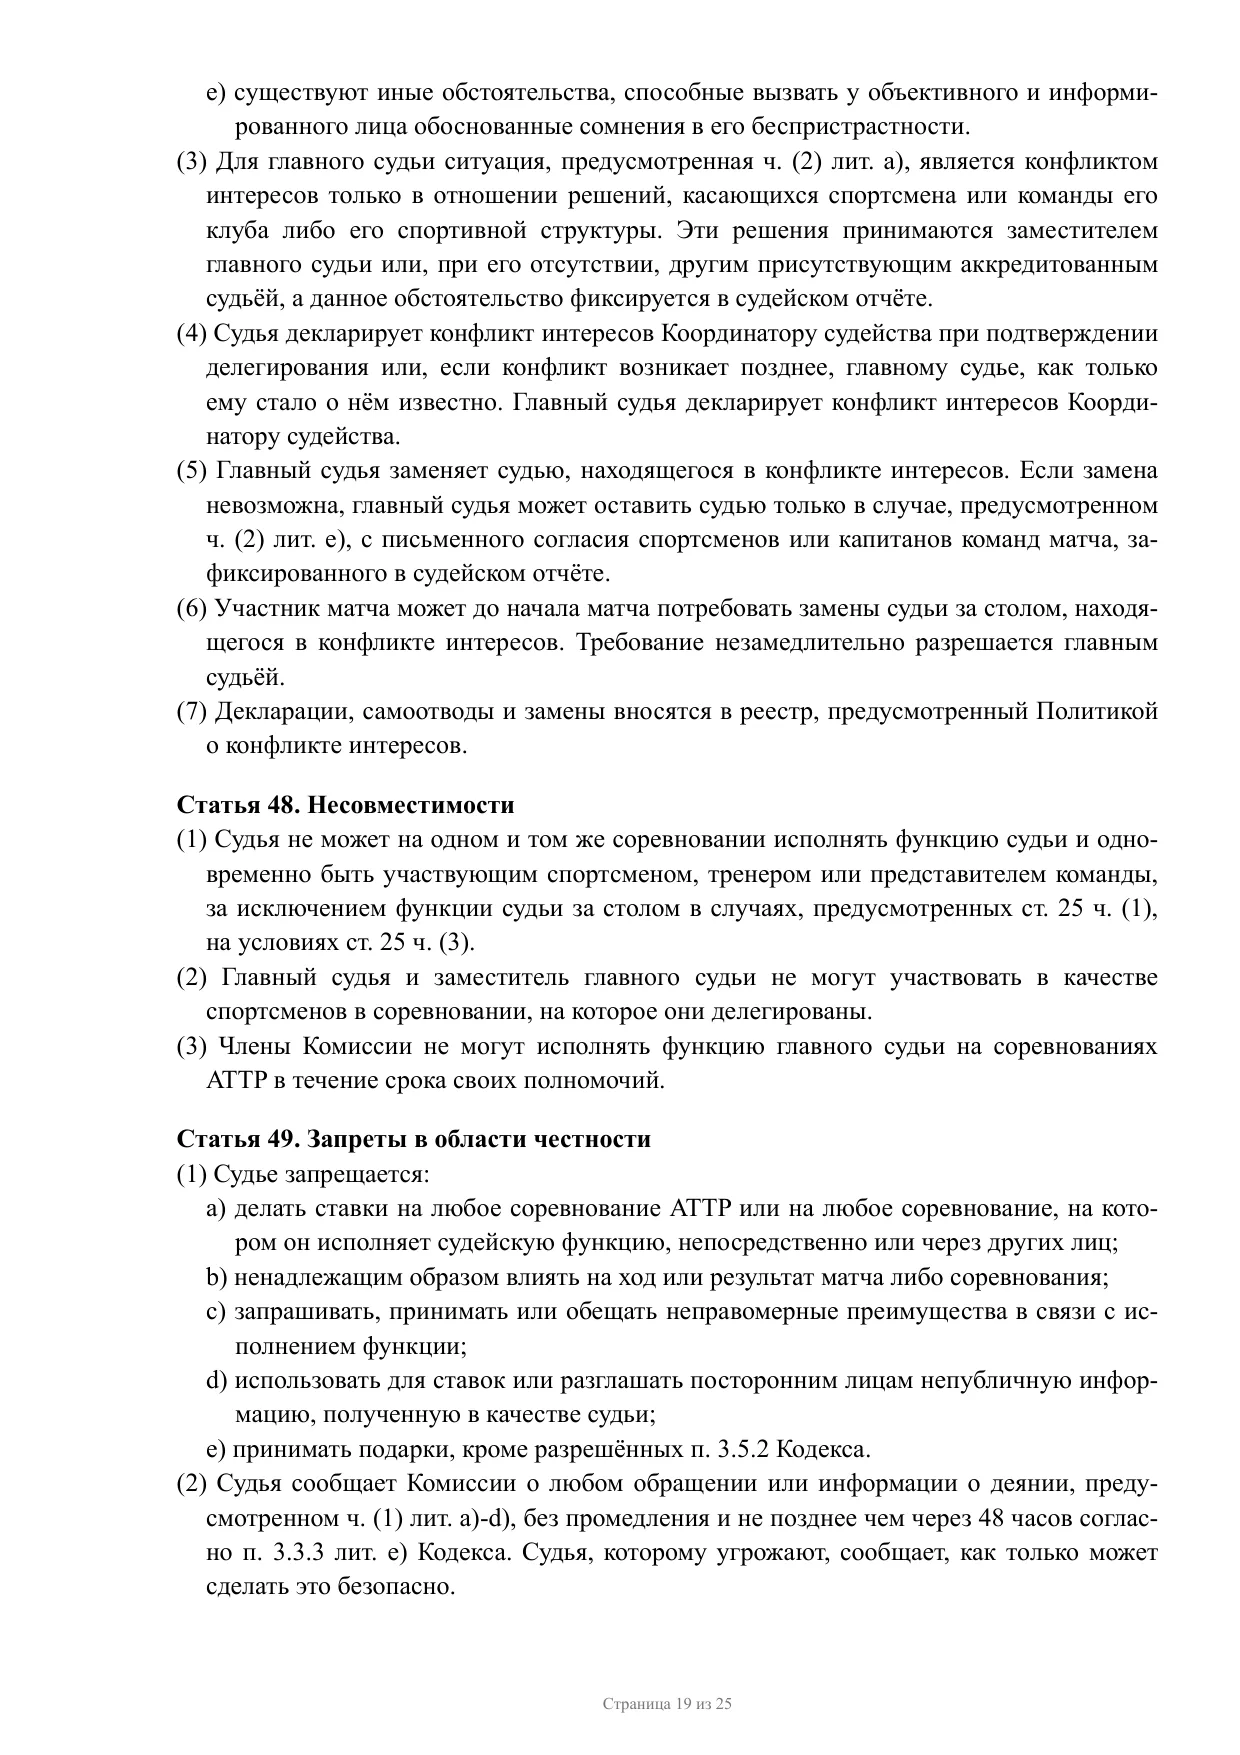 e) существуют иные обстоятельства, способные вызвать у объективного и информи-
рованного лица обоснованные сомнения в его беспристрастности.
(3) Для главного судьи ситуация, предусмотренная ч. (2) лит. a), является конфликтом
интересов только в отношении решений, касающихся спортсмена или команды его
клуба либо его спортивной структуры. Эти решения принимаются заместителем
главного судьи или, при его отсутствии, другим присутствующим аккредитованным
судьёй, а данное обстоятельство фиксируется в судейском отчёте.
(4) Судья декларирует конфликт интересов Координатору судейства при подтверждении
делегирования или, если конфликт возникает позднее, главному судье, как только
ему стало о нём известно. Главный судья декларирует конфликт интересов Коорди-
натору судейства.
(5) Главный судья заменяет судью, находящегося в конфликте интересов. Если замена
невозможна, главный судья может оставить судью только в случае, предусмотренном
ч. (2) лит. e), с письменного согласия спортсменов или капитанов команд матча, за-
фиксированного в судейском отчёте.
(6) Участник матча может до начала матча потребовать замены судьи за столом, находя-
щегося в конфликте интересов. Требование незамедлительно разрешается главным
судьёй.
(7) Декларации, самоотводы и замены вносятся в реестр, предусмотренный Политикой
о конфликте интересов.
Статья 48. Несовместимости
(1) Судья не может на одном и том же соревновании исполнять функцию судьи и одно-
временно быть участвующим спортсменом, тренером или представителем команды,
за исключением функции судьи за столом в случаях, предусмотренных ст. 25 ч. (1),
на условиях ст. 25 ч. (3).
(2) Главный судья и заместитель главного судьи не могут участвовать в качестве
спортсменов в соревновании, на которое они делегированы.
(3) Члены Комиссии не могут исполнять функцию главного судьи на соревнованиях
АТТР в течение срока своих полномочий.
Статья 49. Запреты в области честности
(1) Судье запрещается:
a) делать ставки на любое соревнование АТТР или на любое соревнование, на кото-
ром он исполняет судейскую функцию, непосредственно или через других лиц;
b) ненадлежащим образом влиять на ход или результат матча либо соревнования;
c) запрашивать, принимать или обещать неправомерные преимущества в связи с ис-
полнением функции;
d) использовать для ставок или разглашать посторонним лицам непубличную инфор-
мацию, полученную в качестве судьи;
e) принимать подарки, кроме разрешённых п. 3.5.2 Кодекса.
(2) Судья сообщает Комиссии о любом обращении или информации о деянии, преду-
смотренном ч. (1) лит. a)-d), без промедления и не позднее чем через 48 часов соглас-
но п. 3.3.3 лит. e) Кодекса. Судья, которому угрожают, сообщает, как только может
сделать это безопасно.
Страница 19 из 25